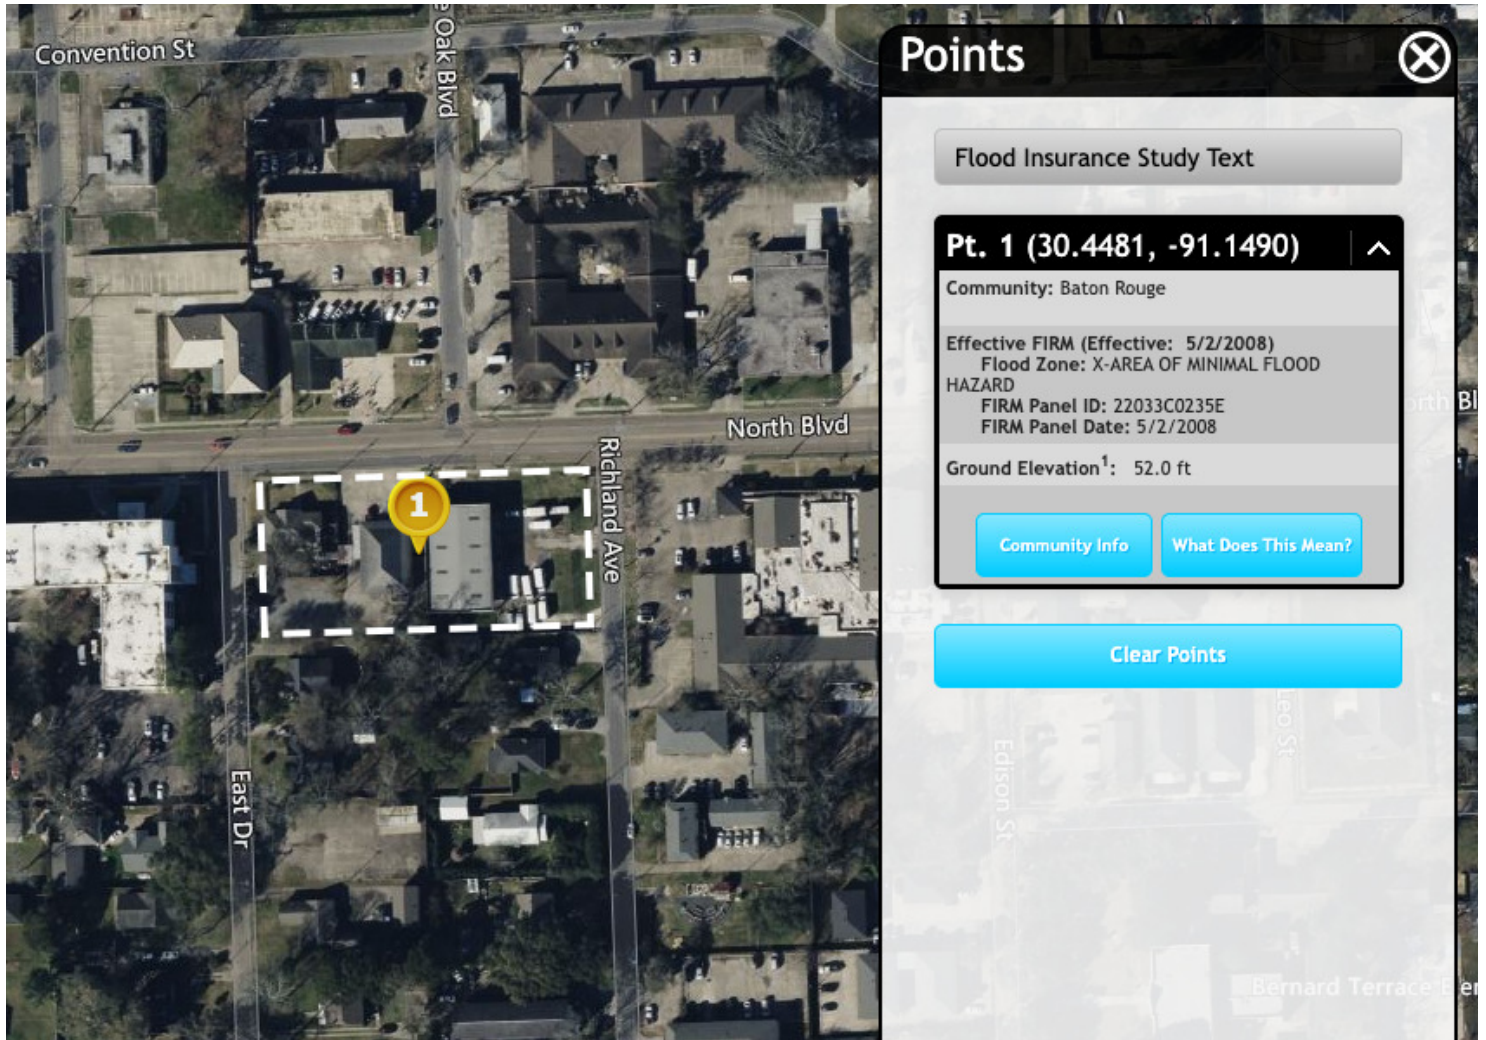 Convention St
e Oak Blvd
North Blvd
Richland Ave
1
East Dr
Points
Flood Insurance Study Text
Pt. 1 (30.4481, -91.1490)
Community: Baton Rouge
Effective FIRM (Effective: 5/2/2008)
Flood Zone: X-AREA OF MINIMAL FLOOD
HAZARD
FIRM Panel ID: 22033C0235E
FIRM Panel Date: 5/2/2008
Ground Elevation¹: 52.0 ft
Community Info
What Does This Mean?
Clear Points
orth Bl
Leo St
Edison St
Bernard Terrace Elem